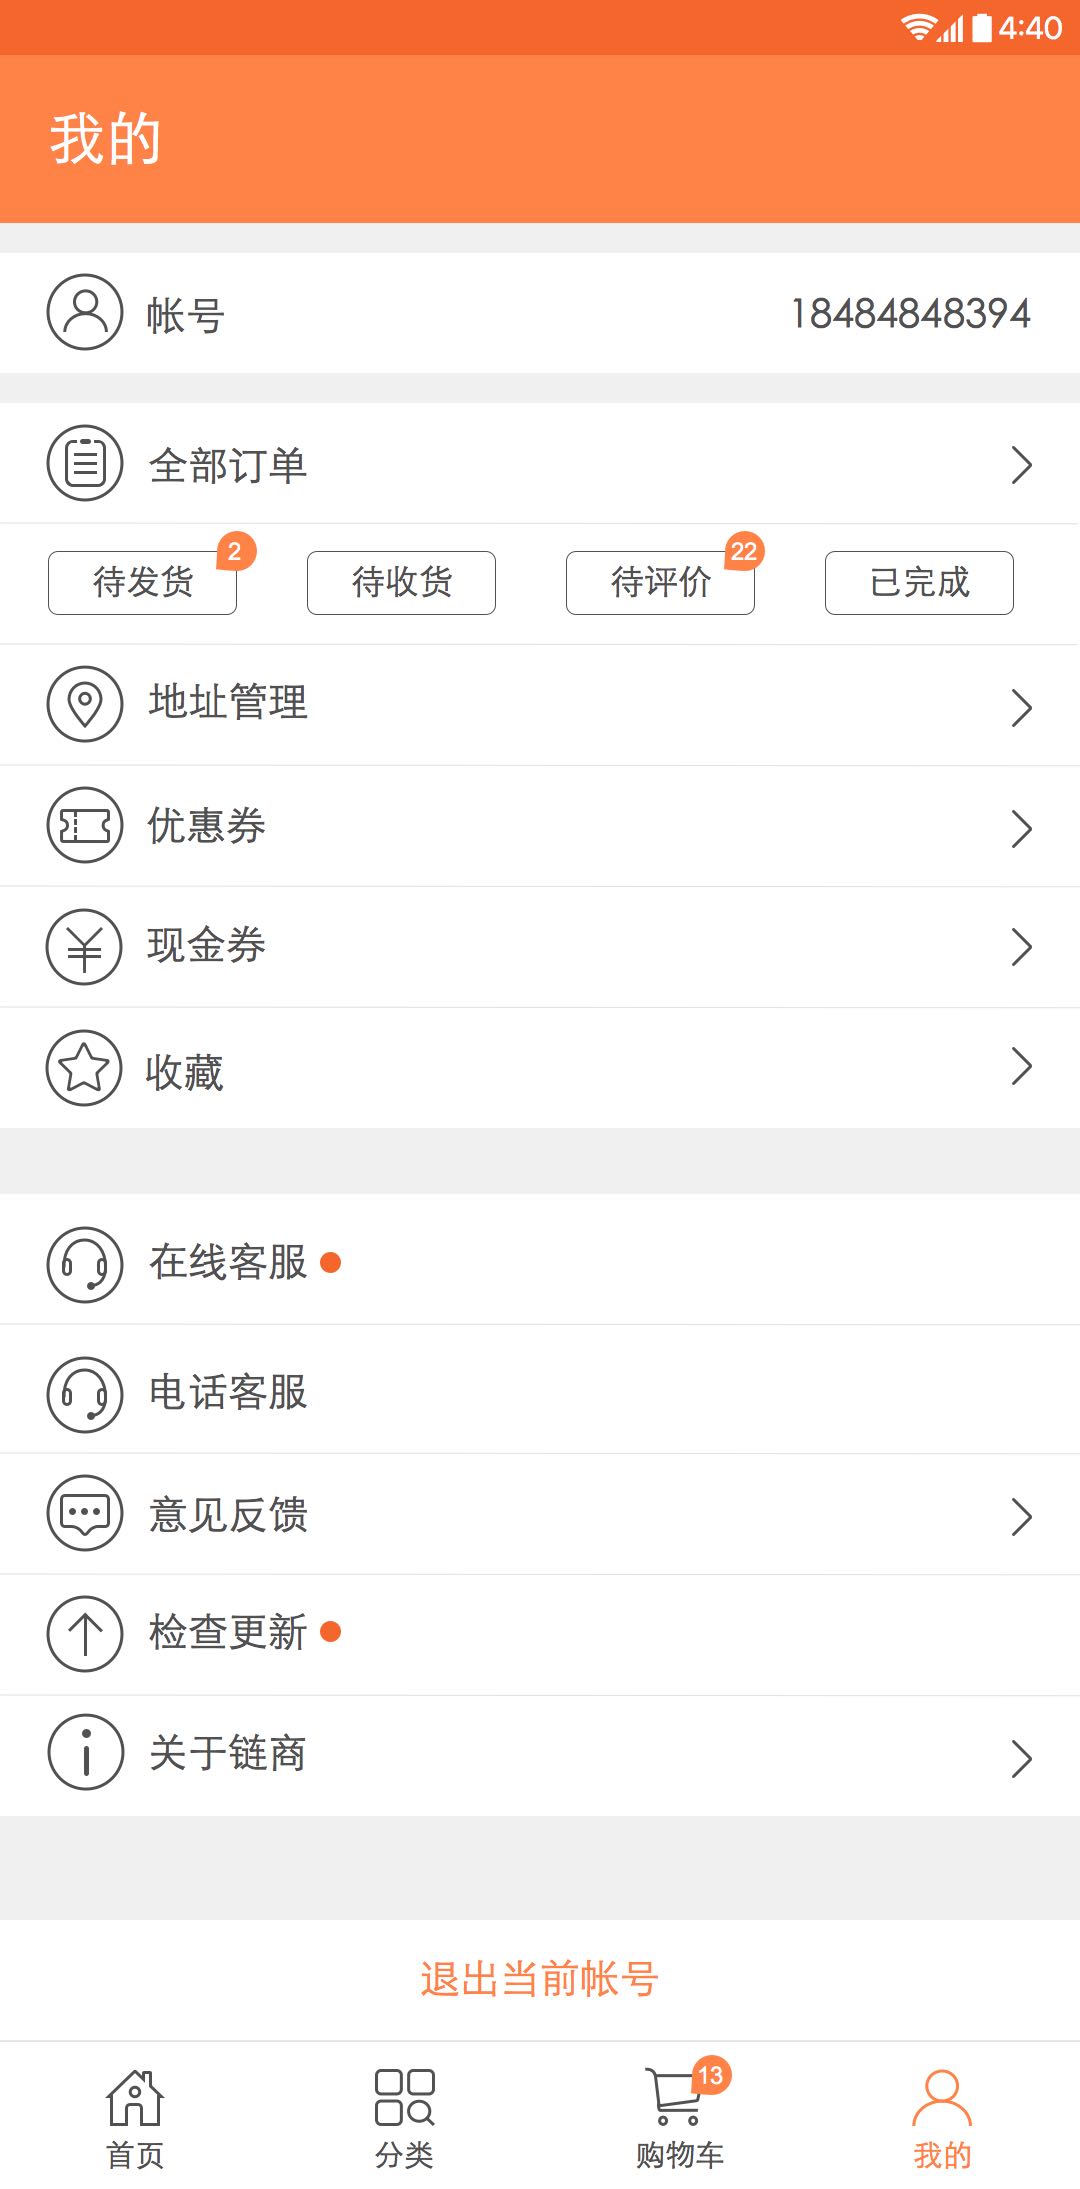 4:40
我的
帐号 18484848394
全部订单
2 22
待发货 待收货 待评价 已完成
地址管理
优惠券
现金券
收藏
在线客服
电话客服
意见反馈
检查更新
关于链商
退出当前帐号
13
首页 分类 购物车 我的